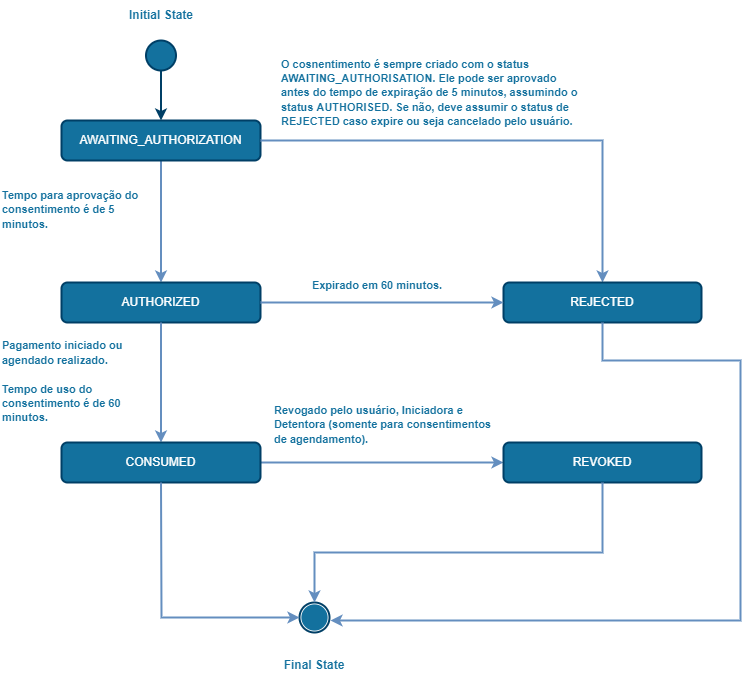 Initial State
O cosnentimento é sempre criado com o status
AWAITING_AUTHORISATION. Ele pode ser aprovado
antes do tempo de expiração de 5 minutos, assumindo o
status AUTHORISED. Se não, deve assumir o status de
REJECTED caso expire ou seja cancelado pelo usuário.
AWAITING_AUTHORIZATION
Tempo para aprovação do
consentimento é de 5
minutos.
AUTHORIZED
Expirado em 60 minutos.
REJECTED
Pagamento iniciado ou
agendado realizado.
Tempo de uso do
consentimento é de 60
minutos.
Revogado pelo usuário, Iniciadora e
Detentora (somente para consentimentos
de agendamento).
CONSUMED
REVOKED
Final State